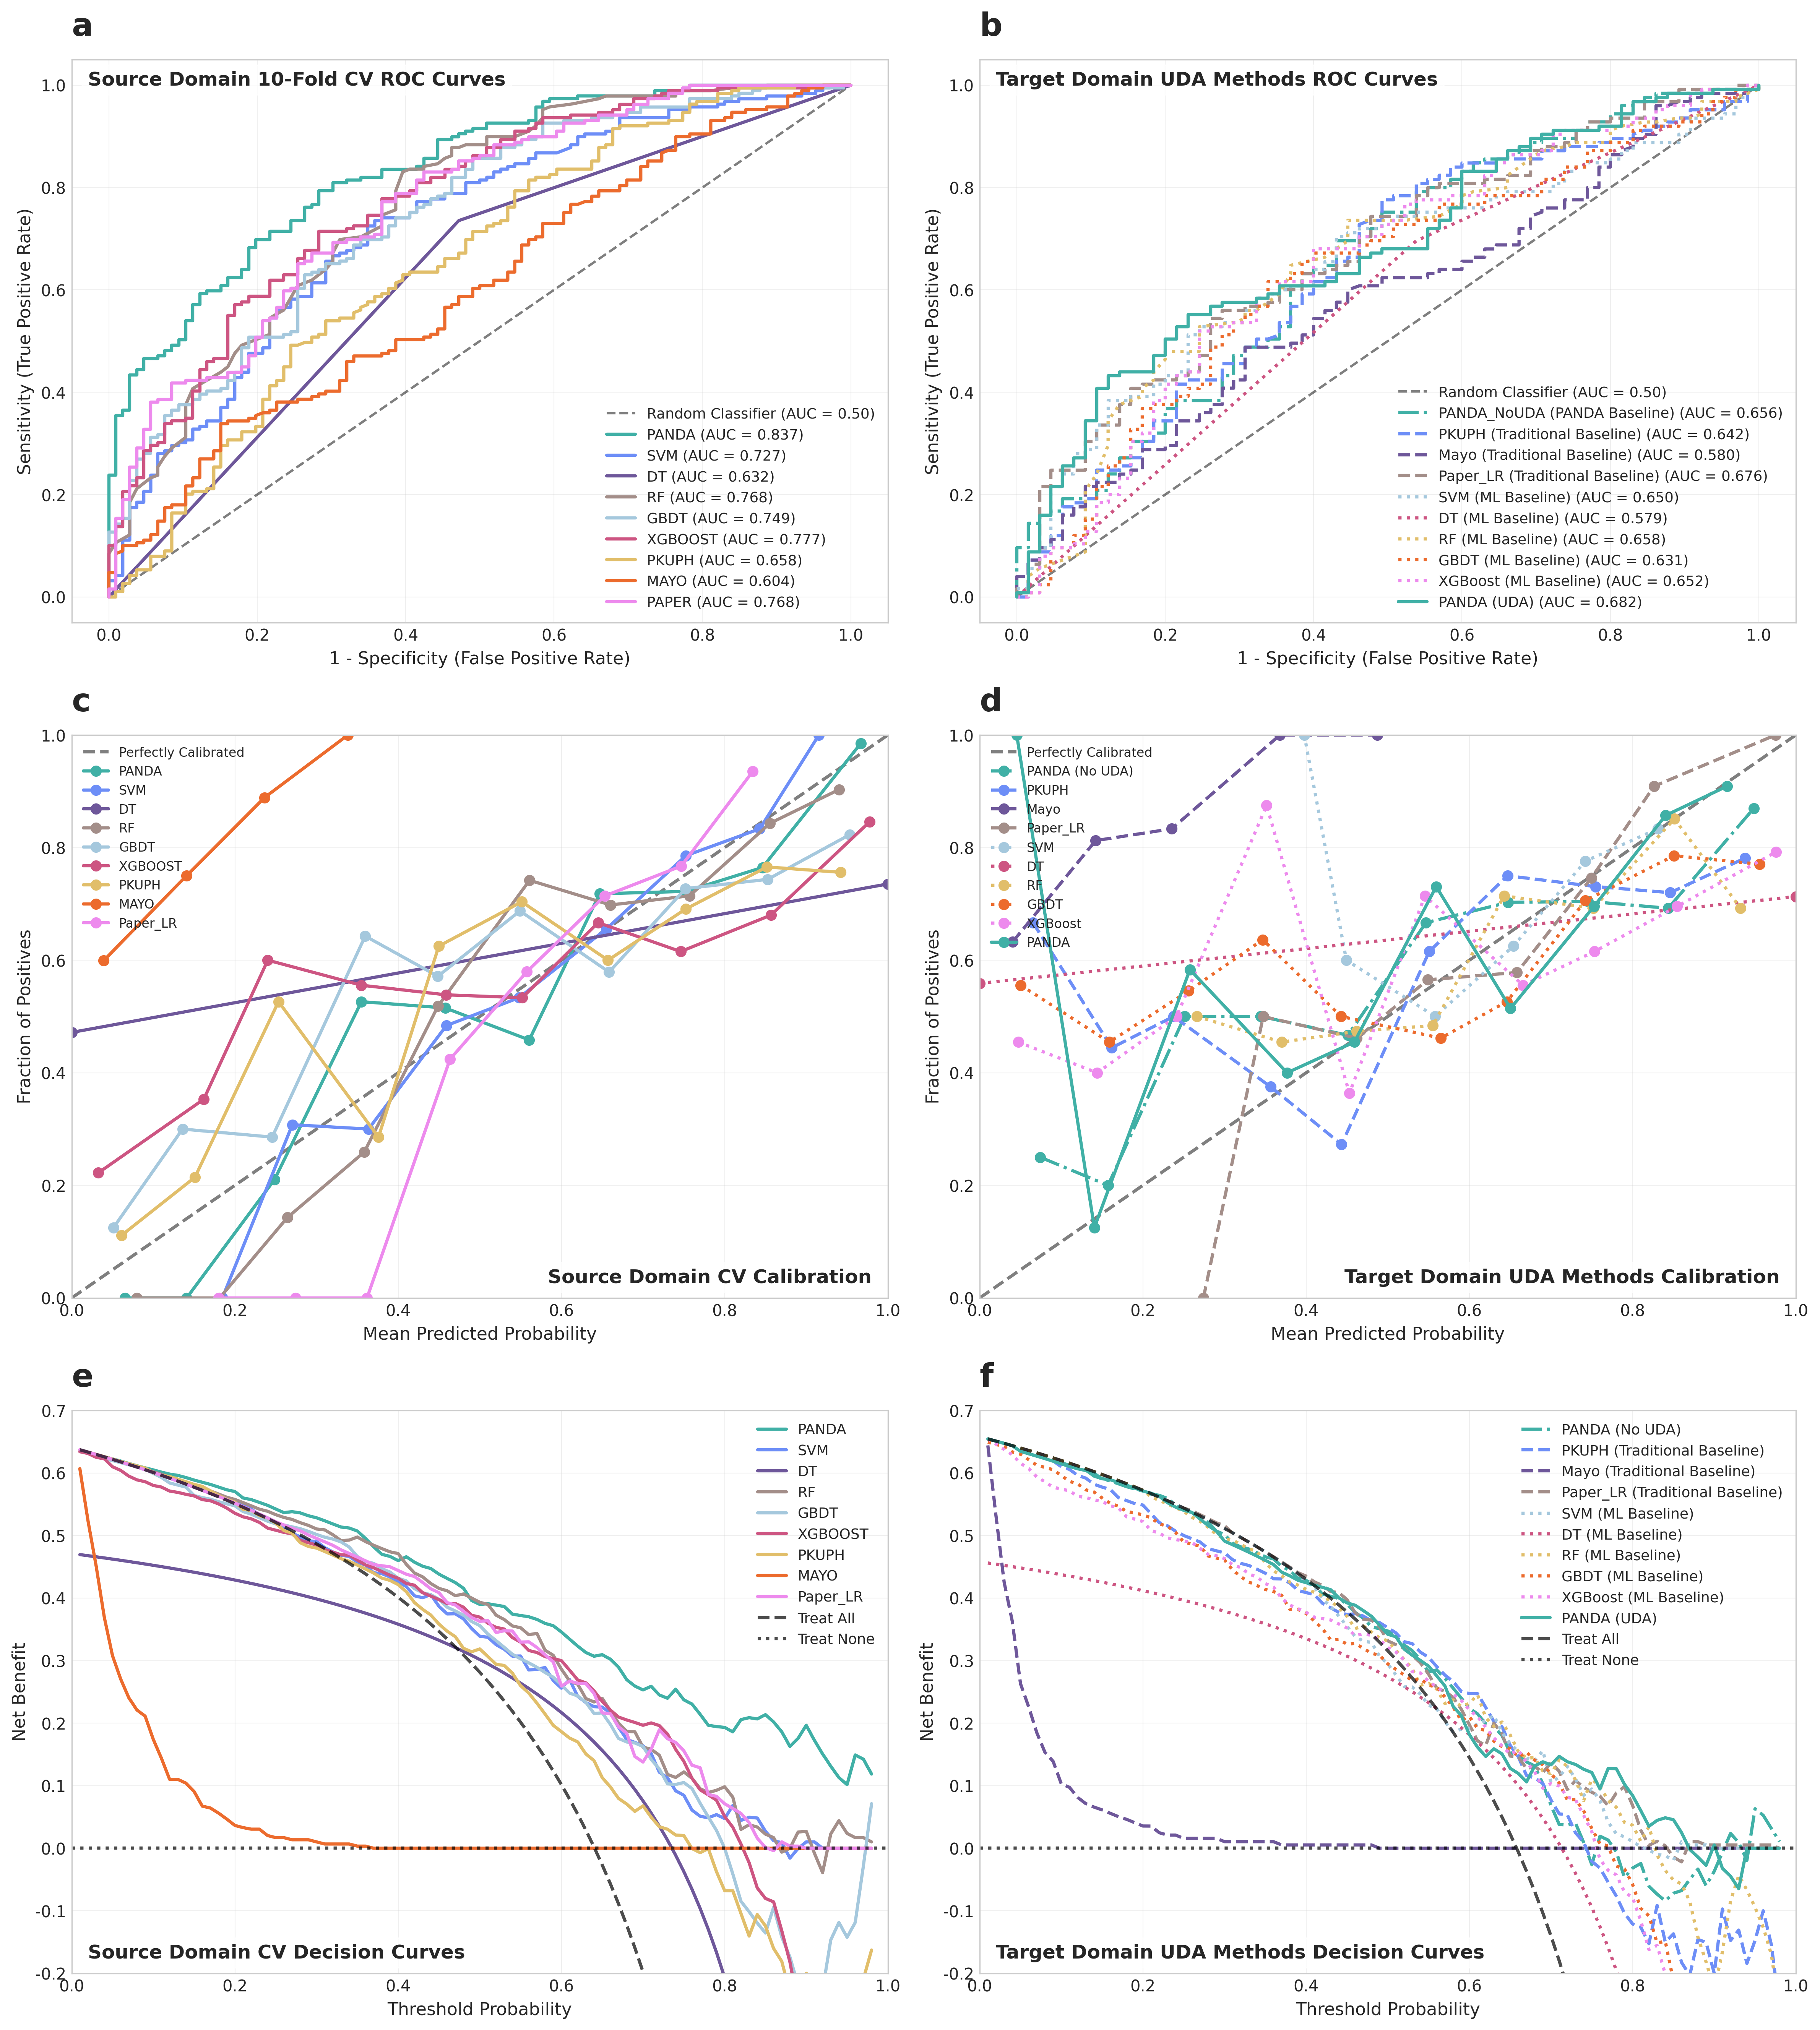 a
Source Domain 10-Fold CV ROC Curves
1.0
0.8
0.6
0.4
0.2
0.0
Sensitivity (True Positive Rate)
Random Classifier (AUC = 0.50)
PANDA (AUC = 0.837)
SVM (AUC = 0.727)
DT (AUC = 0.632)
RF (AUC = 0.768)
GBDT (AUC = 0.749)
XGBOOST (AUC = 0.777)
PKUPH (AUC = 0.658)
MAYO (AUC = 0.604)
PAPER (AUC = 0.768)
0.0 0.2 0.4 0.6 0.8 1.0
1 - Specificity (False Positive Rate)
b
Target Domain UDA Methods ROC Curves
1.0
0.8
0.6
0.4
0.2
0.0
Sensitivity (True Positive Rate)
Random Classifier (AUC = 0.50)
PANDA_NoUDA (PANDA Baseline) (AUC = 0.656)
PKUPH (Traditional Baseline) (AUC = 0.642)
Mayo (Traditional Baseline) (AUC = 0.580)
Paper_LR (Traditional Baseline) (AUC = 0.676)
SVM (ML Baseline) (AUC = 0.650)
DT (ML Baseline) (AUC = 0.579)
RF (ML Baseline) (AUC = 0.658)
GBDT (ML Baseline) (AUC = 0.631)
XGBoost (ML Baseline) (AUC = 0.652)
PANDA (UDA) (AUC = 0.682)
0.0 0.2 0.4 0.6 0.8 1.0
1 - Specificity (False Positive Rate)
c
1.0
0.8
0.6
0.4
0.2
0.0
Fraction of Positives
Perfectly Calibrated
PANDA
SVM
DT
RF
GBDT
XGBOOST
PKUPH
MAYO
Paper_LR
Source Domain CV Calibration
0.0 0.2 0.4 0.6 0.8 1.0
Mean Predicted Probability
d
1.0
0.8
0.6
0.4
0.2
0.0
Fraction of Positives
Perfectly Calibrated
PANDA (No UDA)
PKUPH
Mayo
Paper_LR
SVM
DT
RF
GBDT
XGBoost
PANDA
Target Domain UDA Methods Calibration
0.0 0.2 0.4 0.6 0.8 1.0
Mean Predicted Probability
e
0.7
0.6
0.5
0.4
0.3
0.2
0.1
0.0
-0.1
-0.2
Net Benefit
PANDA
SVM
DT
RF
GBDT
XGBOOST
PKUPH
MAYO
Paper_LR
Treat All
Treat None
Source Domain CV Decision Curves
0.0 0.2 0.4 0.6 0.8 1.0
Threshold Probability
f
0.7
0.6
0.5
0.4
0.3
0.2
0.1
0.0
-0.1
-0.2
Net Benefit
PANDA (No UDA)
PKUPH (Traditional Baseline)
Mayo (Traditional Baseline)
Paper_LR (Traditional Baseline)
SVM (ML Baseline)
DT (ML Baseline)
RF (ML Baseline)
GBDT (ML Baseline)
XGBoost (ML Baseline)
PANDA (UDA)
Treat All
Treat None
Target Domain UDA Methods Decision Curves
0.0 0.2 0.4 0.6 0.8 1.0
Threshold Probability